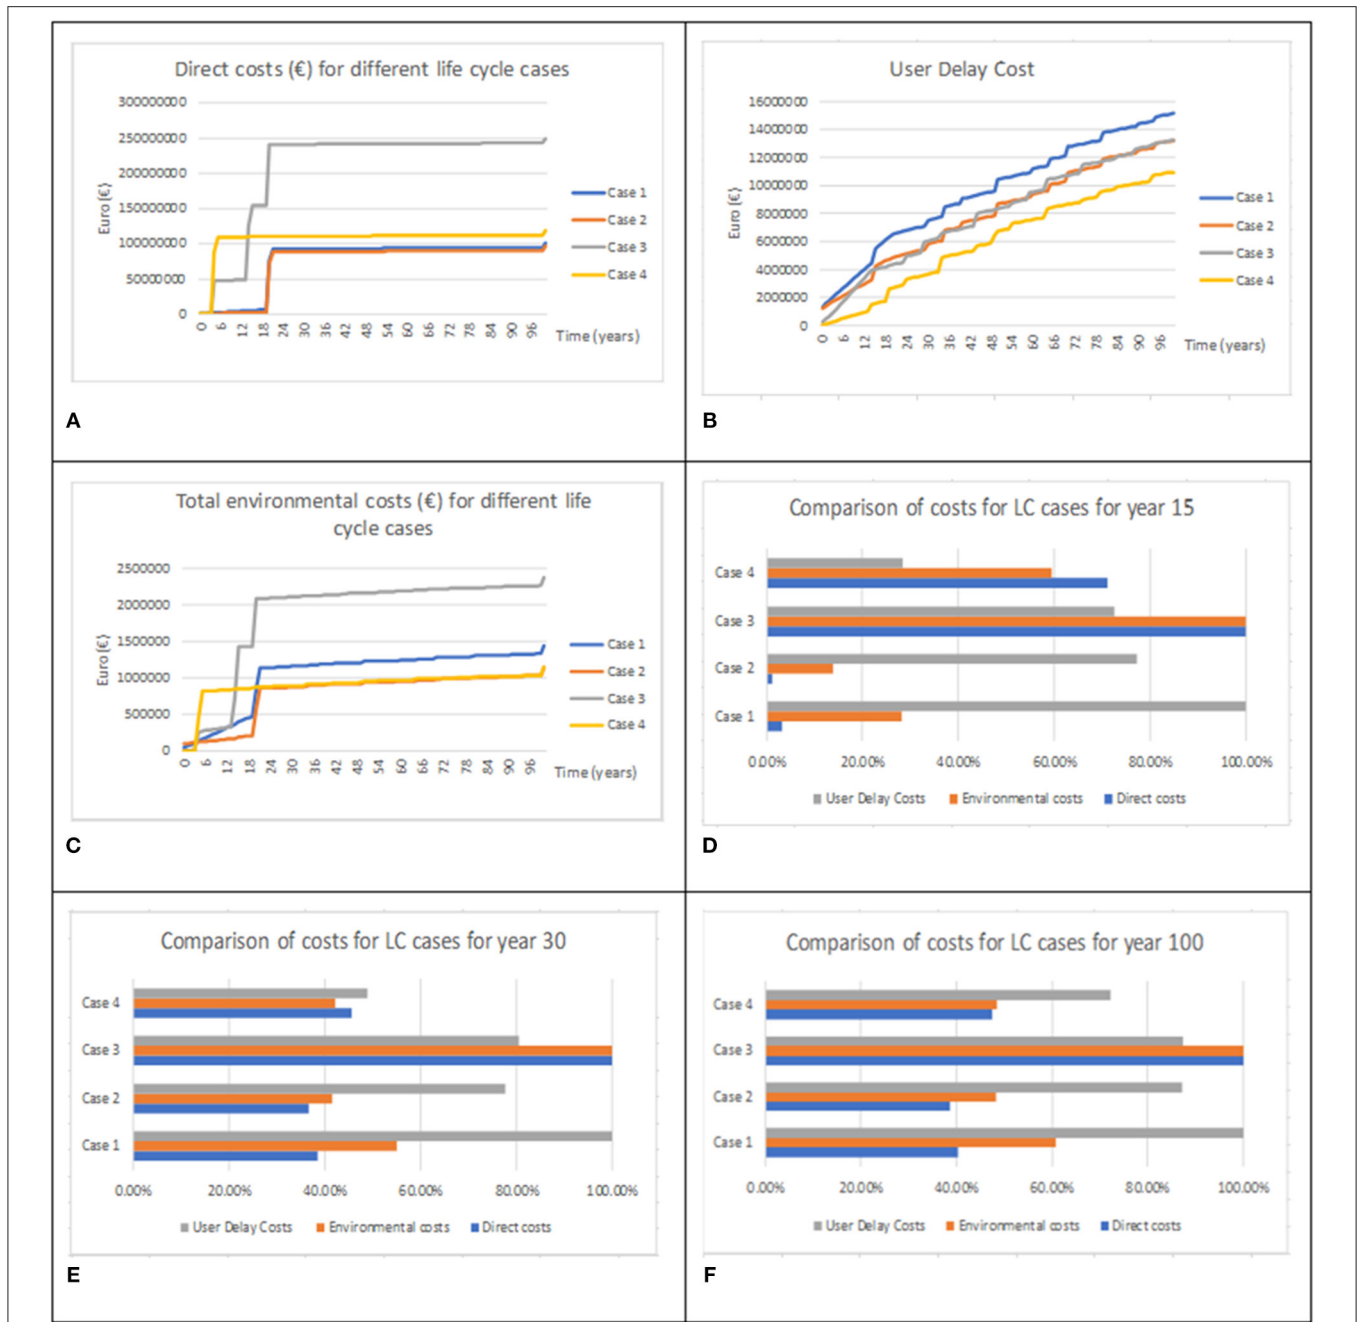 Direct costs (€) for different life cycle cases
300000000
250000000
200000000
150000000
100000000
50000000
0
Euro (€)
0 6 12 18 24 30 36 42 48 54 60 66 72 78 84 90 96
Time (years)
Case 1
Case 2
Case 3
Case 4
A
User Delay Cost
16000000
14000000
12000000
10000000
8000000
6000000
4000000
2000000
0
Euro (€)
0 6 12 18 24 30 36 42 48 54 60 66 72 78 84 90 96
Time (years)
Case 1
Case 2
Case 3
Case 4
B
Total environmental costs (€) for different life
cycle cases
2500000
2000000
1500000
1000000
500000
0
Euro (€)
0 6 12 18 24 30 36 42 48 54 60 66 72 78 84 90 96
Time (years)
Case 1
Case 2
Case 3
Case 4
C
Comparison of costs for LC cases for year 15
Case 4
Case 3
Case 2
Case 1
0.00% 20.00% 40.00% 60.00% 80.00% 100.00%
User Delay Costs Environmental costs Direct costs
D
Comparison of costs for LC cases for year 30
Case 4
Case 3
Case 2
Case 1
0.00% 20.00% 40.00% 60.00% 80.00% 100.00%
User Delay Costs Environmental costs Direct costs
E
Comparison of costs for LC cases for year 100
Case 4
Case 3
Case 2
Case 1
0.00% 20.00% 40.00% 60.00% 80.00% 100.00%
User Delay Costs Environmental costs Direct costs
F